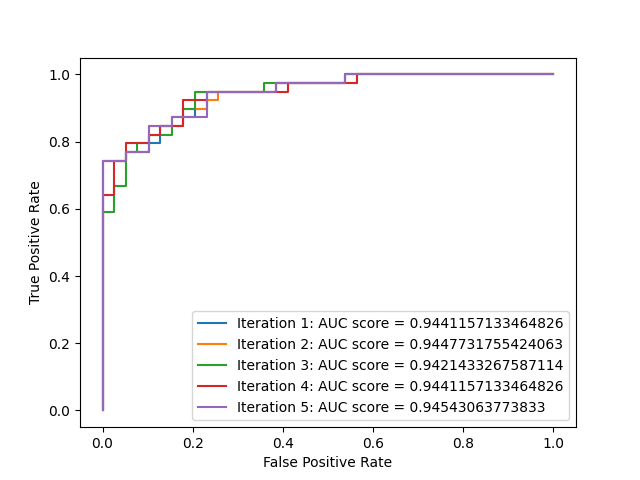 1.0
0.8
0.6
0.4
0.2
0.0
True Positive Rate
Iteration 1: AUC score = 0.9441157133464826
Iteration 2: AUC score = 0.9447731755424063
Iteration 3: AUC score = 0.9421433267587114
Iteration 4: AUC score = 0.9441157133464826
Iteration 5: AUC score = 0.94543063773833
0.0 0.2 0.4 0.6 0.8 1.0
False Positive Rate